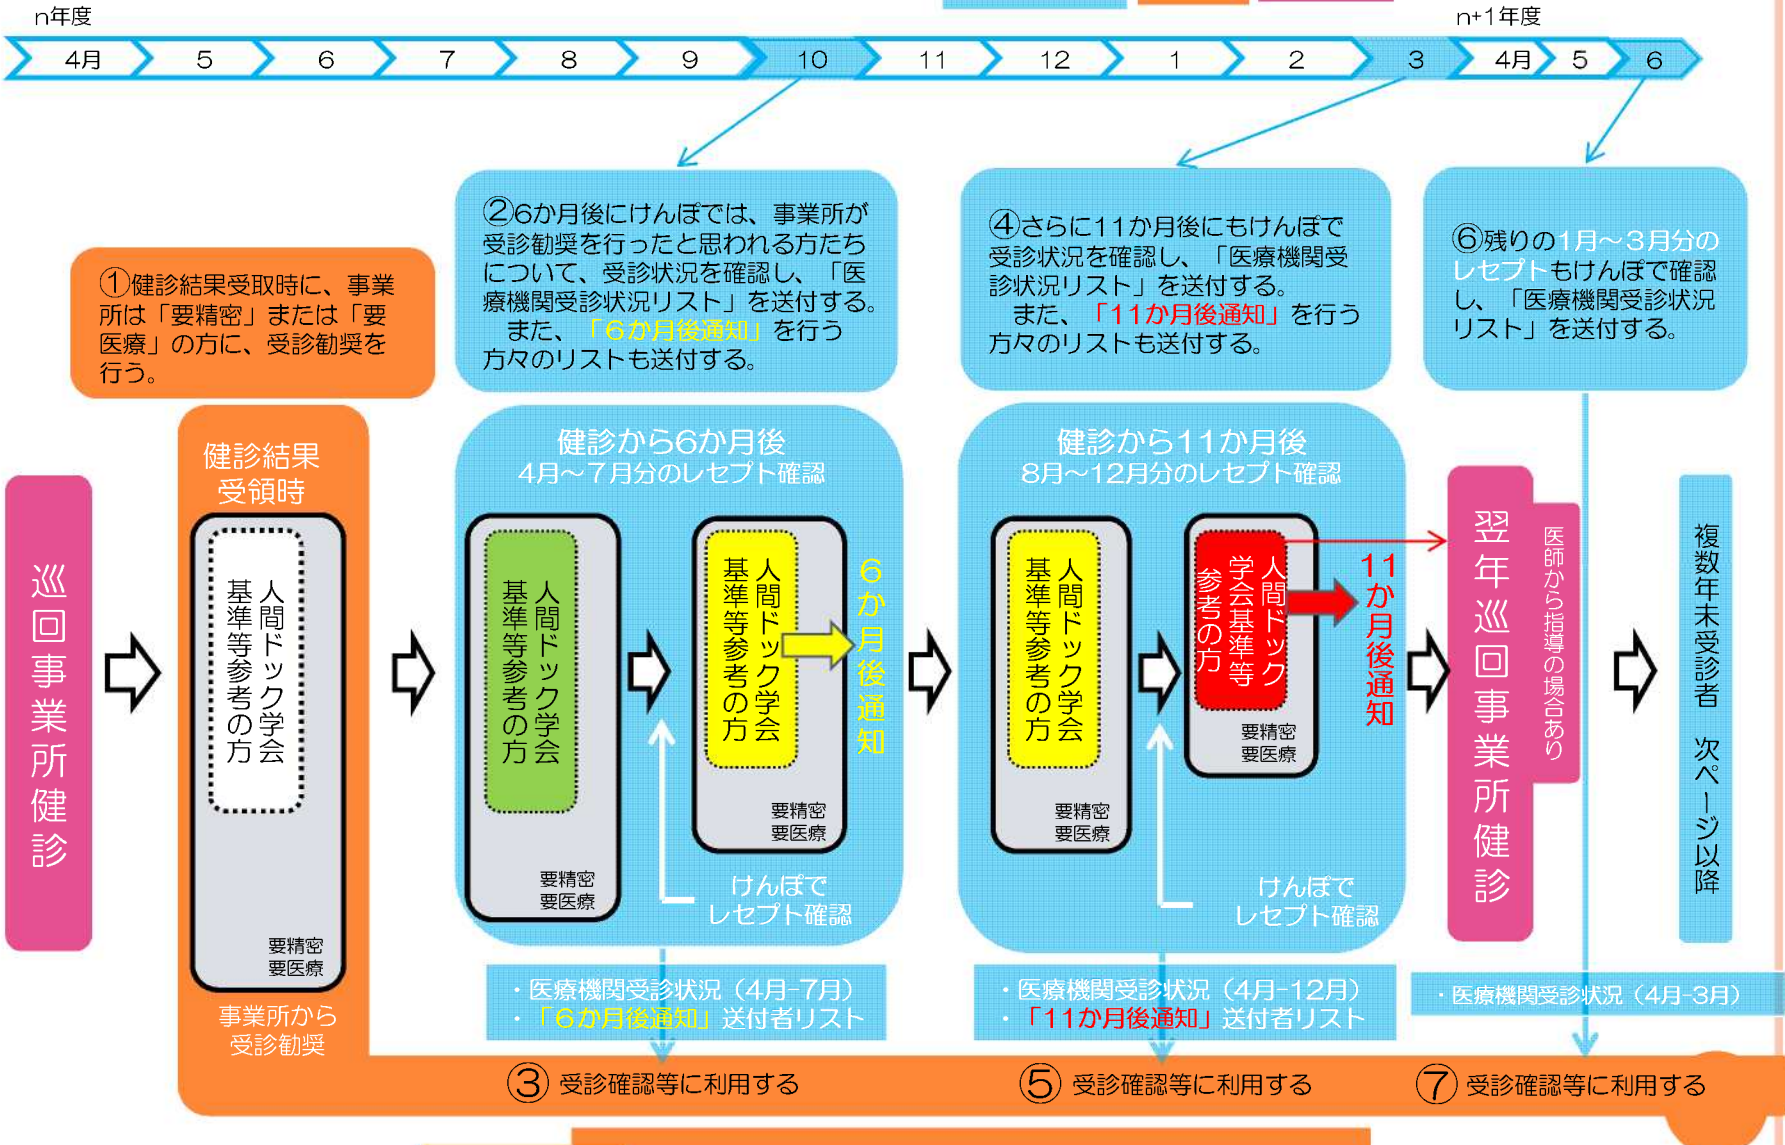 n年度
n+1年度
4月
5
6
7
8
9
10
11
12
1
2
3
4月
5
6
①健診結果受取時に、事業
所は「要精密」または「要
医療」の方に、受診勧奨を
行う。
②6か月後にけんぽでは、事業所が
受診勧奨を行ったと思われる方たち
について、受診状況を確認し、「医
療機関受診状況リスト」を送付する。
また、「6か月後通知」を行う
方々のリストも送付する。
④さらに11か月後にもけんぽで
受診状況を確認し、「医療機関受
診状況リスト」を送付する。
また、「11か月後通知」を行う
方々のリストも送付する。
⑥残りの1月～3月分の
レセプトもけんぽで確認
し、「医療機関受診状況
リスト」を送付する。
巡回事業所健診
健診結果
受領時
人間ドック学会
基準等参考の方
要精密
要医療
事業所から
受診勧奨
健診から6か月後
4月～7月分のレセプト確認
人間ドック学会
基準等参考の方
要精密
要医療
人間ドック学会
基準等参考の方
要精密
要医療
6か月後通知
けんぽで
レセプト確認
健診から11か月後
8月～12月分のレセプト確認
人間ドック学会
基準等参考の方
要精密
要医療
人間ドック
学会基準等
参考の方
要精密
要医療
11か月後通知
けんぽで
レセプト確認
翌年巡回事業所健診
医師から指導の場合あり
複数年未受診者 次ページ以降
・医療機関受診状況（4月-7月）
・「6か月後通知」送付者リスト
・医療機関受診状況（4月-12月）
・「11か月後通知」送付者リスト
・医療機関受診状況（4月-3月）
③ 受診確認等に利用する
⑤ 受診確認等に利用する
⑦ 受診確認等に利用する